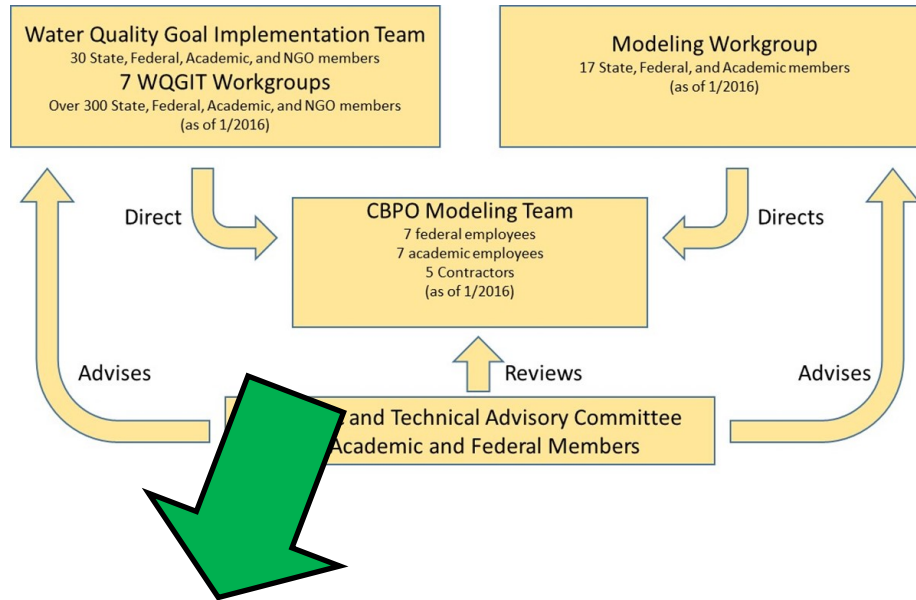 Water Quality Goal Implementation Team
30 State, Federal, Academic, and NGO members
7 WQGIT Workgroups
Over 300 State, Federal, Academic, and NGO members
(as of 1/2016)
Modeling Workgroup
17 State, Federal, and Academic members
(as of 1/2016)
Direct
CBPO Modeling Team
7 federal employees
7 academic employees
5 Contractors
(as of 1/2016)
Directs
Advises
Reviews
Advises
and Technical Advisory Committee
Academic and Federal Members